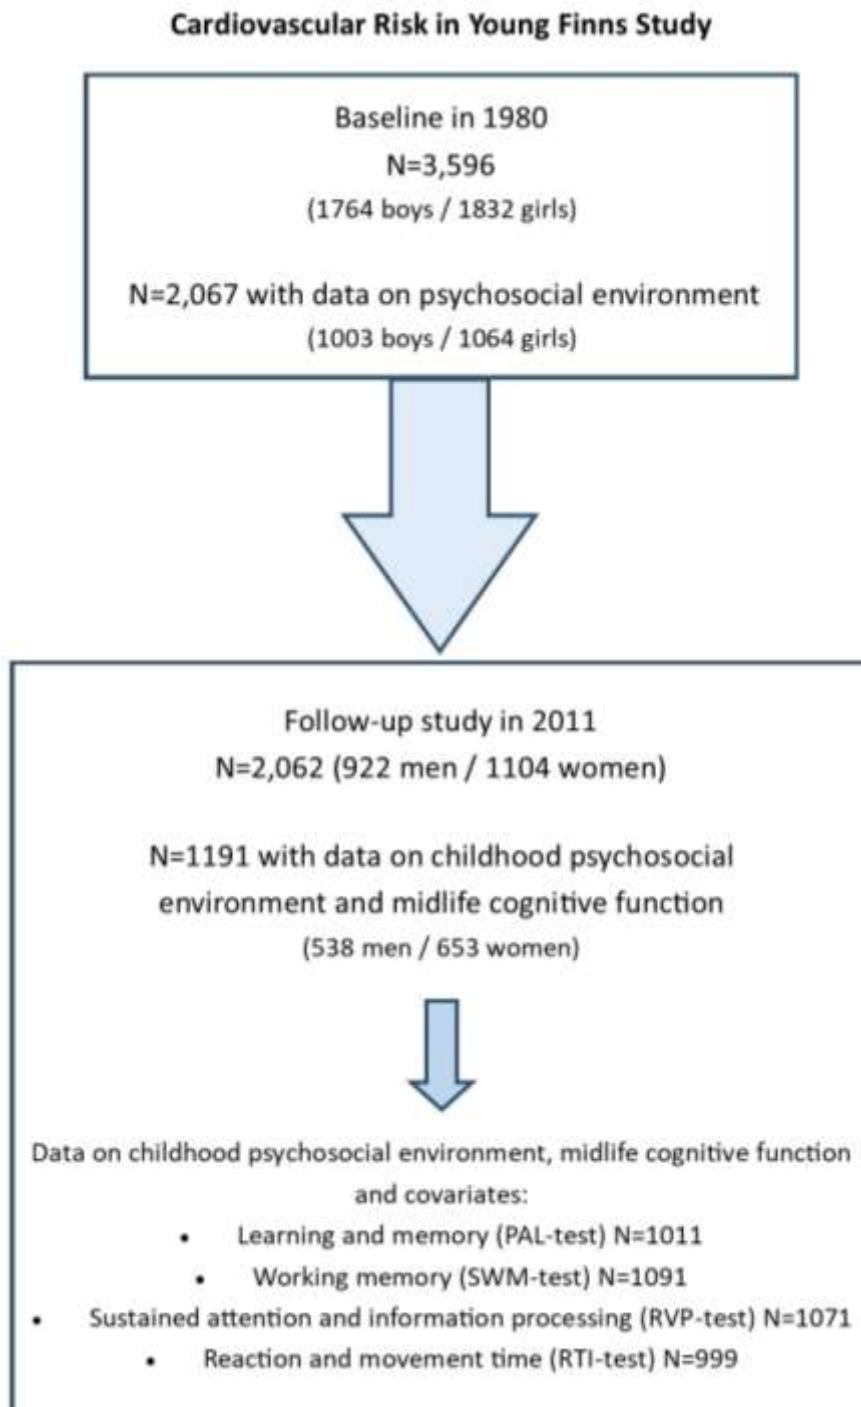 Cardiovascular Risk in Young Finns Study
Baseline in 1980
N=3,596
(1764 boys / 1832 girls)
N=2,067 with data on psychosocial environment
(1003 boys / 1064 girls)
Follow-up study in 2011
N=2,062 (922 men / 1104 women)
N=1191 with data on childhood psychosocial
environment and midlife cognitive function
(538 men / 653 women)
Data on childhood psychosocial environment, midlife cognitive function
and covariates:
• Learning and memory (PAL-test) N=1011
• Working memory (SWM-test) N=1091
• Sustained attention and information processing (RVP-test) N=1071
• Reaction and movement time (RTI-test) N=999